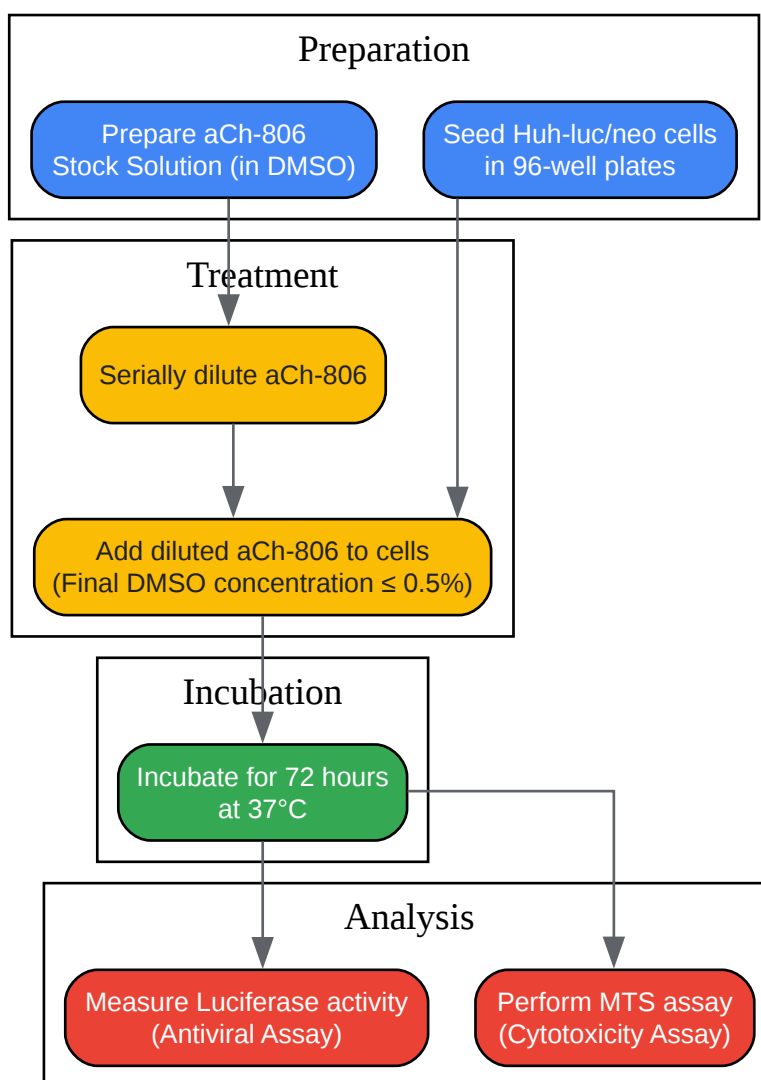 Preparation
Prepare aCh-806
Stock Solution (in DMSO)
Seed Huh-luc/neo cells
in 96-well plates
Treatment
Serially dilute aCh-806
Add diluted aCh-806 to cells
(Final DMSO concentration ≤ 0.5%)
Incubation
Incubate for 72 hours
at 37°C
Analysis
Measure Luciferase activity
(Antiviral Assay)
Perform MTS assay
(Cytotoxicity Assay)